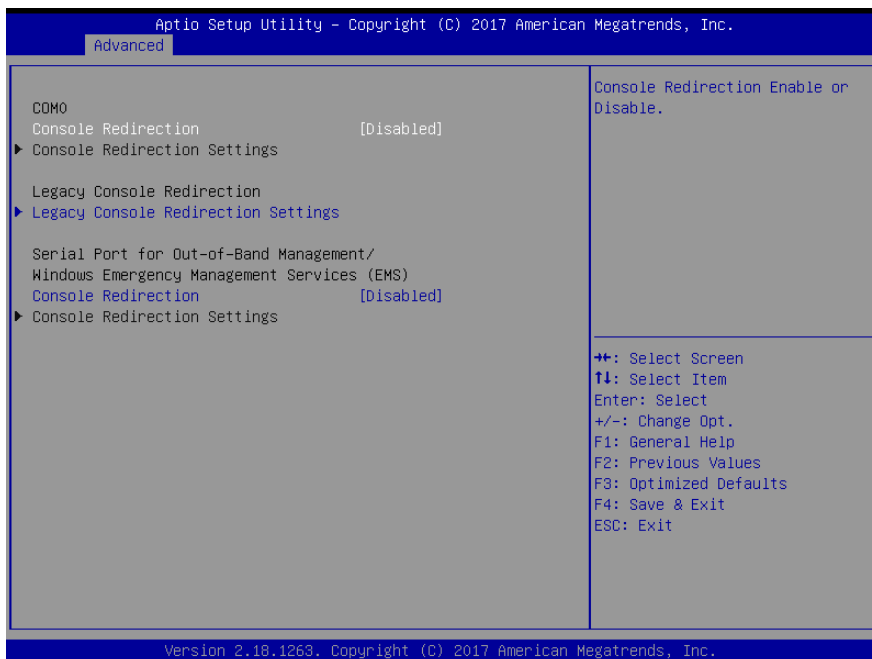 Aptio Setup Utility – Copyright (C) 2017 American Megatrends, Inc.
Advanced
COM0
Console Redirection [Disabled]
▶ Console Redirection Settings
Legacy Console Redirection
▶ Legacy Console Redirection Settings
Serial Port for Out-of-Band Management/
Windows Emergency Management Services (EMS)
Console Redirection [Disabled]
▶ Console Redirection Settings
Console Redirection Enable or
Disable.
→←: Select Screen
↑↓: Select Item
Enter: Select
+/-: Change Opt.
F1: General Help
F2: Previous Values
F3: Optimized Defaults
F4: Save & Exit
ESC: Exit
Version 2.18.1263. Copyright (C) 2017 American Megatrends, Inc.